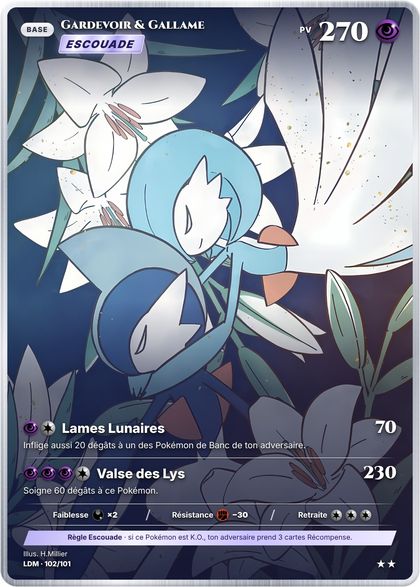 BASE
Gardevoir & Gallame
ESCOUADE
PV 270
Lames Lunaires 70
Inflige aussi 20 dégâts à un des Pokémon de Banc de ton adversaire.
Valse des Lys 230
Soigne 60 dégâts à ce Pokémon.
Faiblesse ×2 / Résistance −30 / Retraite
Règle Escouade - si ce Pokémon est K.O., ton adversaire prend 3 cartes Récompense.
Illus. H.Millier
LDM · 102/101 ★★